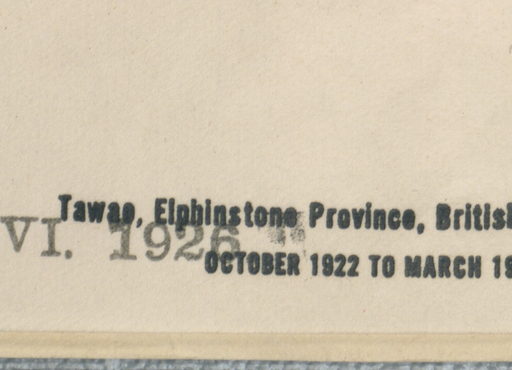 Tawao, Elphinstone Province, British
VI. 1926
OCTOBER 1922 TO MARCH 19